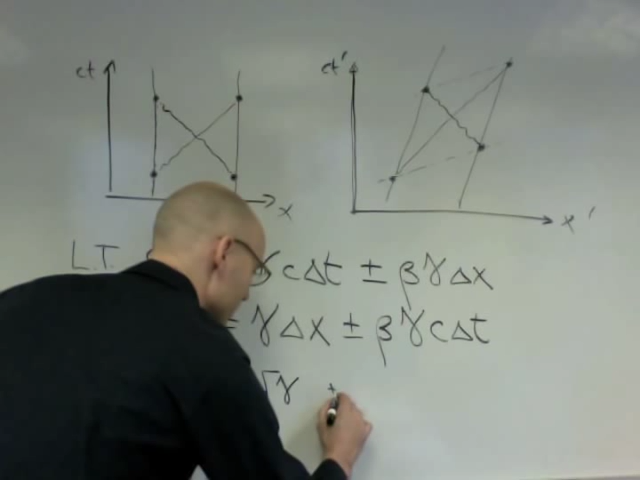 ct
x
ct'
x'
L.T. γcΔt ± βγΔx
= γΔx ± βγcΔt
γ